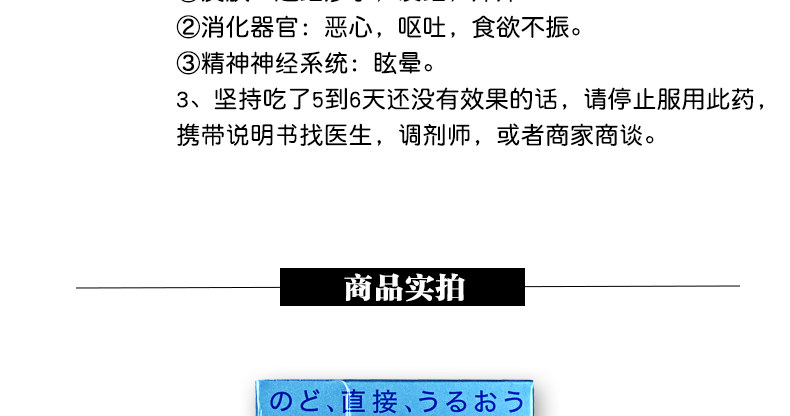 ②消化器官：恶心，呕吐，食欲不振。
③精神神经系统：眩晕。
3、坚持吃了5到6天还没有效果的话，请停止服用此药，
携带说明书找医生，调剂师，或者商家商谈。
商品实拍
のど、直接、うるおう